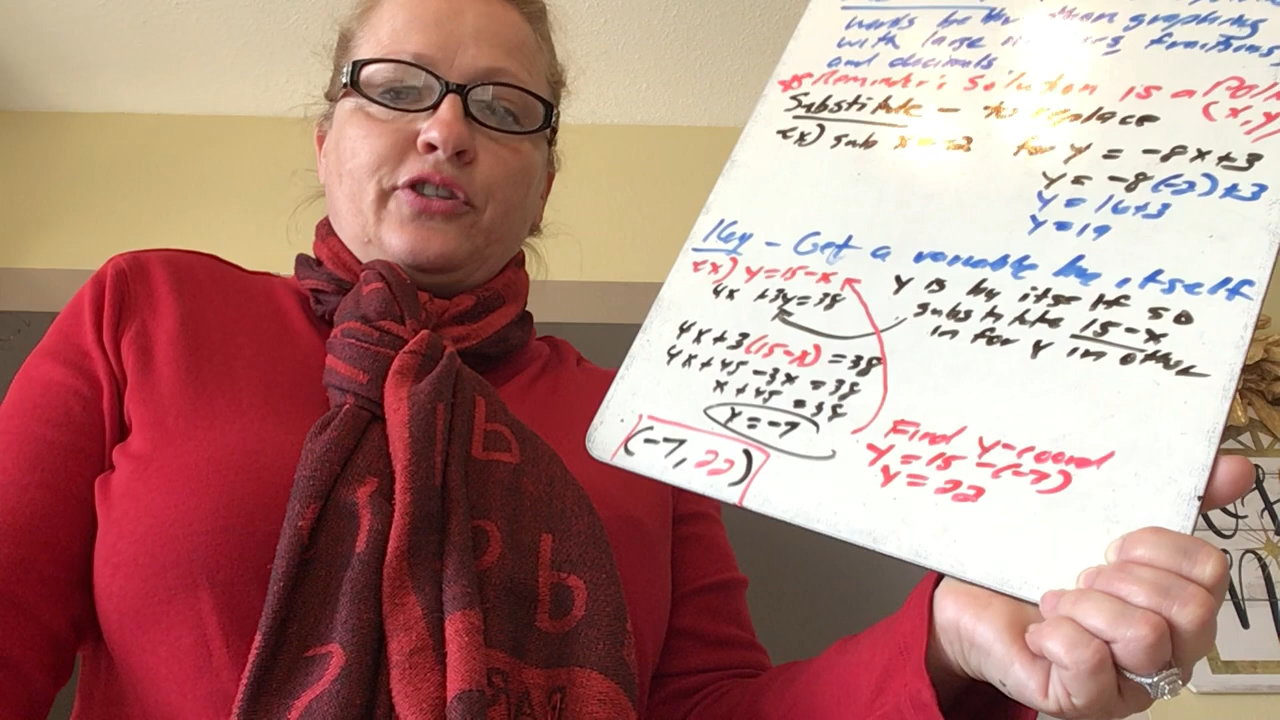 works better than graphing
with large numbers, fractions,
and decimals
Reminder: Solution is a Point
(x,y)
Substitute - to replace
ex) sub x = -2 for y = -8x+3
y = -8(-2)+3
y = 16+3
y=19
Key - Get a variable by itself
ex) y=15-x
4x +3y=38
y is by itself so
substitute 15-x
in for y in other
4x+3(15-x) = 38
4x+45-3x = 38
x+45 = 38
x = -7
(-7, 22)
Find y-coord
y = 15 -(-7)
y = 22
b
b